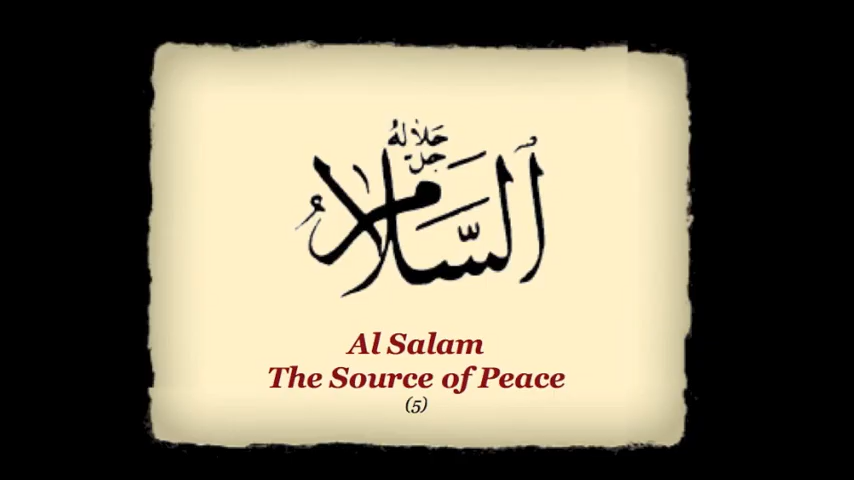 جل جلاله
السلام
Al Salam
The Source of Peace
(5)